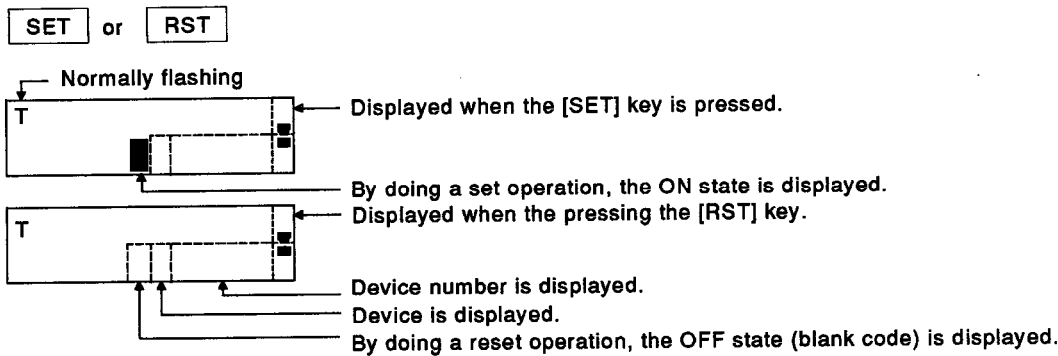 SET or RST
Normally flashing
T
Displayed when the [SET] key is pressed.
By doing a set operation, the ON state is displayed.
T
Displayed when the pressing the [RST] key.
Device number is displayed.
Device is displayed.
By doing a reset operation, the OFF state (blank code) is displayed.